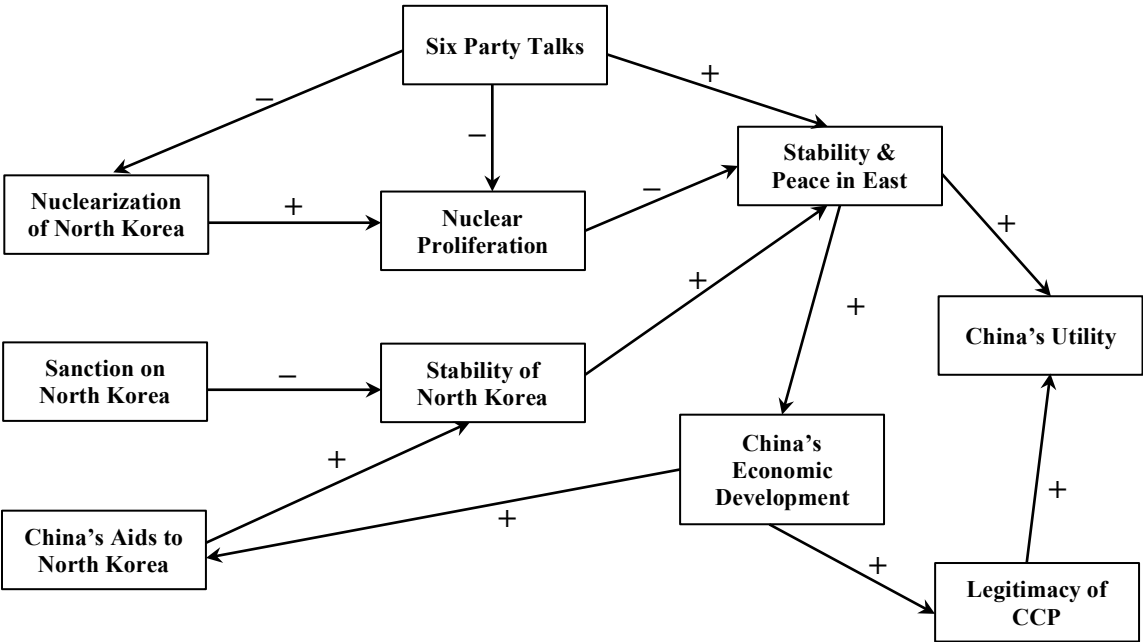 Six Party Talks
+
−
−
Stability &
Peace in East
Nuclearization
of North Korea
+
Nuclear
Proliferation
−
+
+
+
China’s Utility
Sanction on
North Korea
−
Stability of
North Korea
China’s
Economic
Development
+
+
+
China’s Aids to
North Korea
+
Legitimacy of
CCP